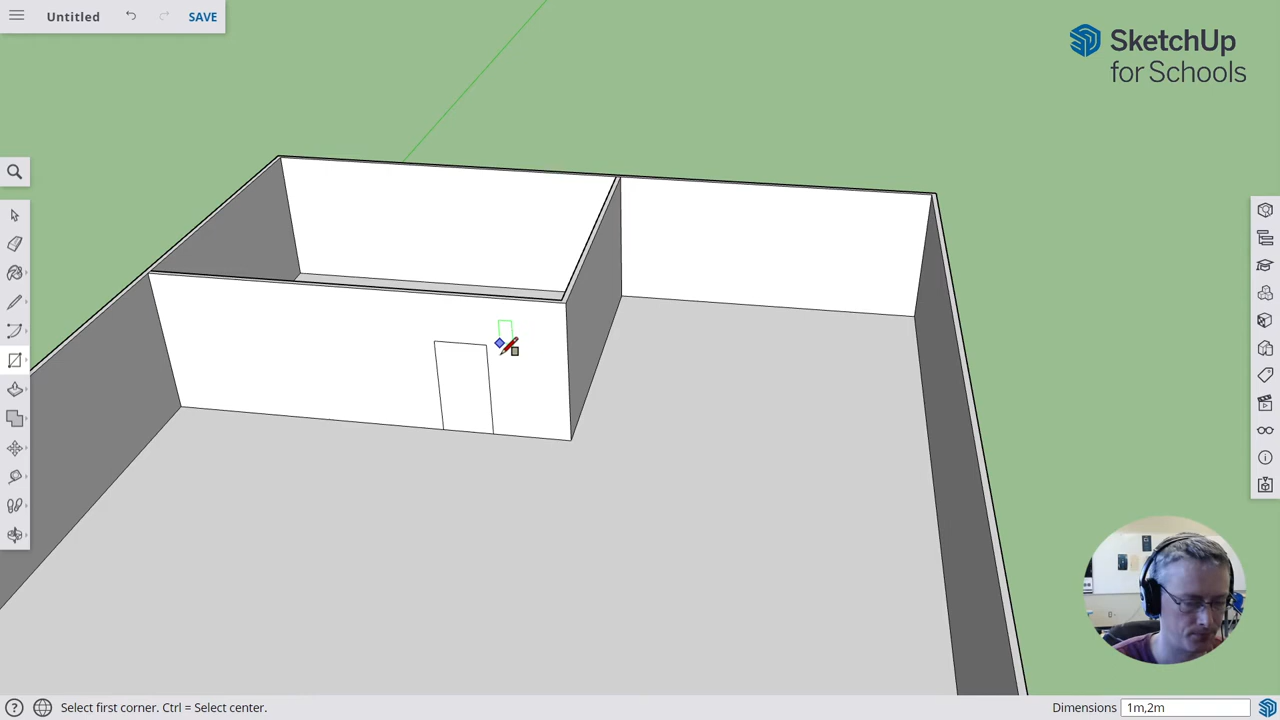 Untitled
SAVE
SketchUp
for Schools
Select first corner. Ctrl = Select center.
Dimensions
1m,2m